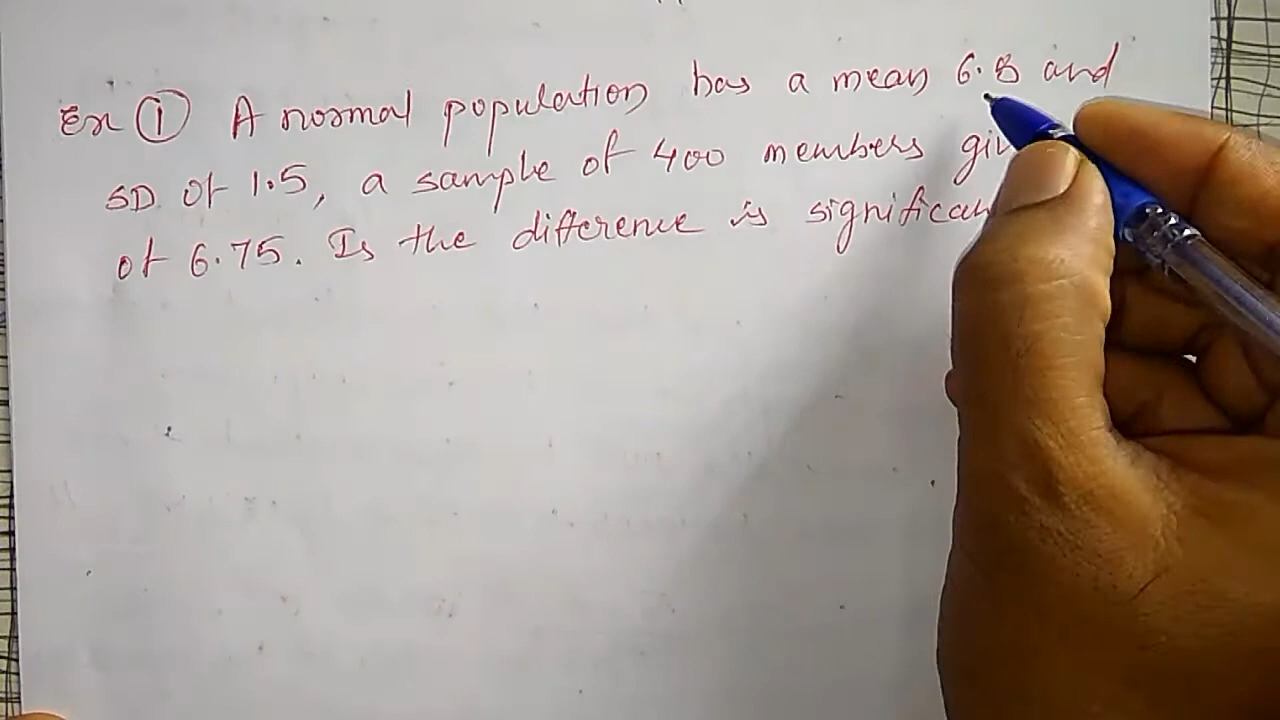 Ex ① A normal population has a mean 6.8 and
SD of 1.5, a sample of 400 members
of 6.75. Is the difference is